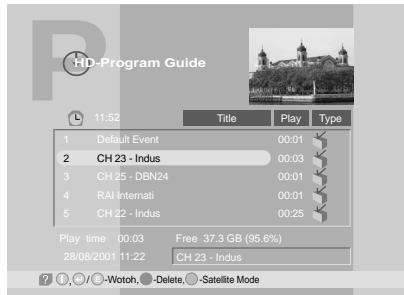 HD-Program Guide
11:52 Title Play Type
1 Default Event 00:01
2 CH 23 - Indus 00:03
3 CH 25 - DBN24 00:01
4 RAI Internati 00:01
5 CH 22 - Indus 00:25
Play time 00:03 Free 37.3 GB (95.6%)
28/08/2001 11:22 CH 23 - Indus
-Wotoh, -Delete, -Satellite Mode